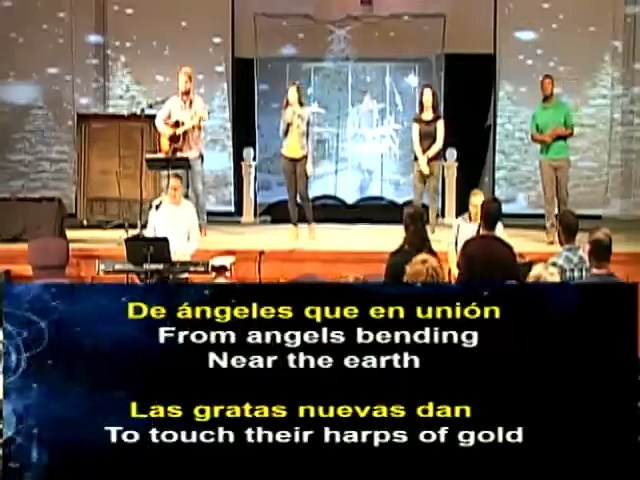 De ángeles que en unión
From angels bending
Near the earth
Las gratas nuevas dan
To touch their harps of gold